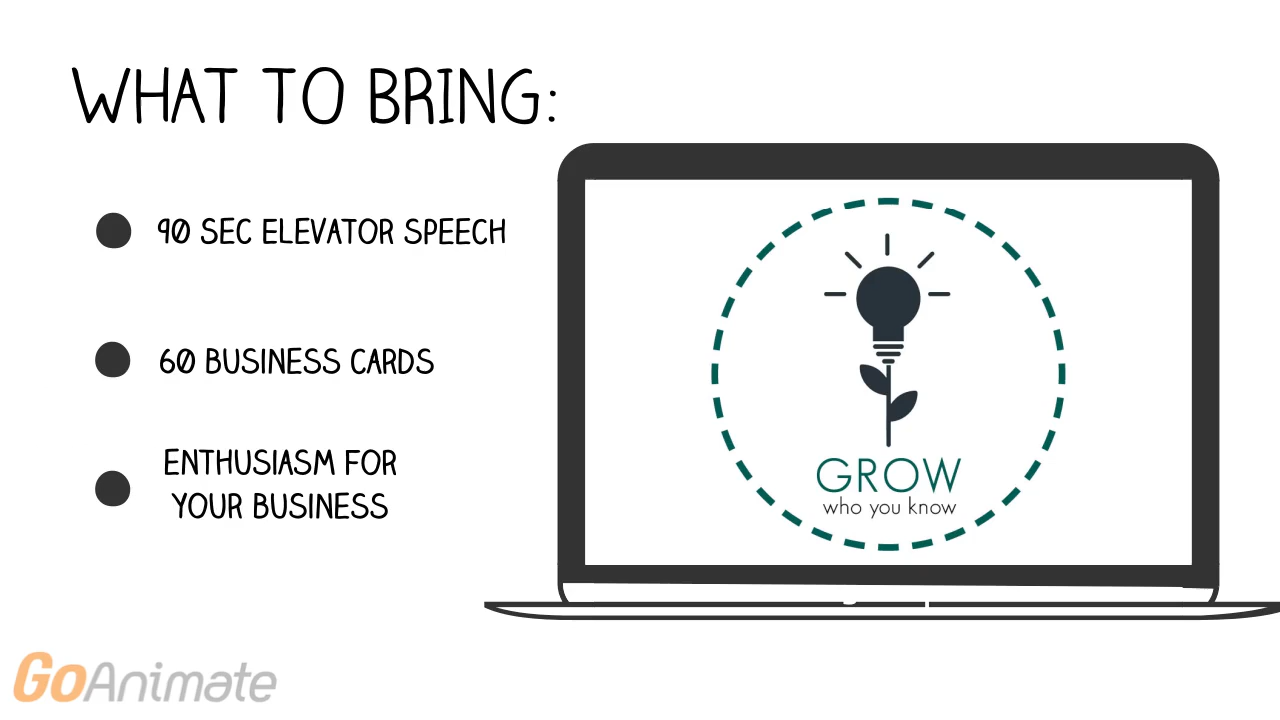 WHAT TO BRING:
90 SEC ELEVATOR SPEECH
60 BUSINESS CARDS
ENTHUSIASM FOR
YOUR BUSINESS
GROW
who you know
GoAnimate